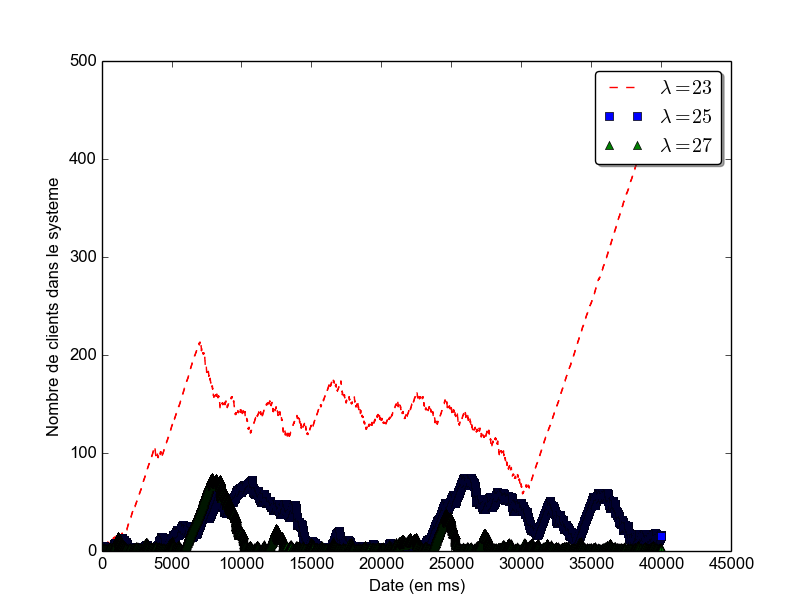 500
400
300
200
100
0
Nombre de clients dans le systeme
λ = 23
λ = 25
λ = 27
0 5000 10000 15000 20000 25000 30000 35000 40000 45000
Date (en ms)